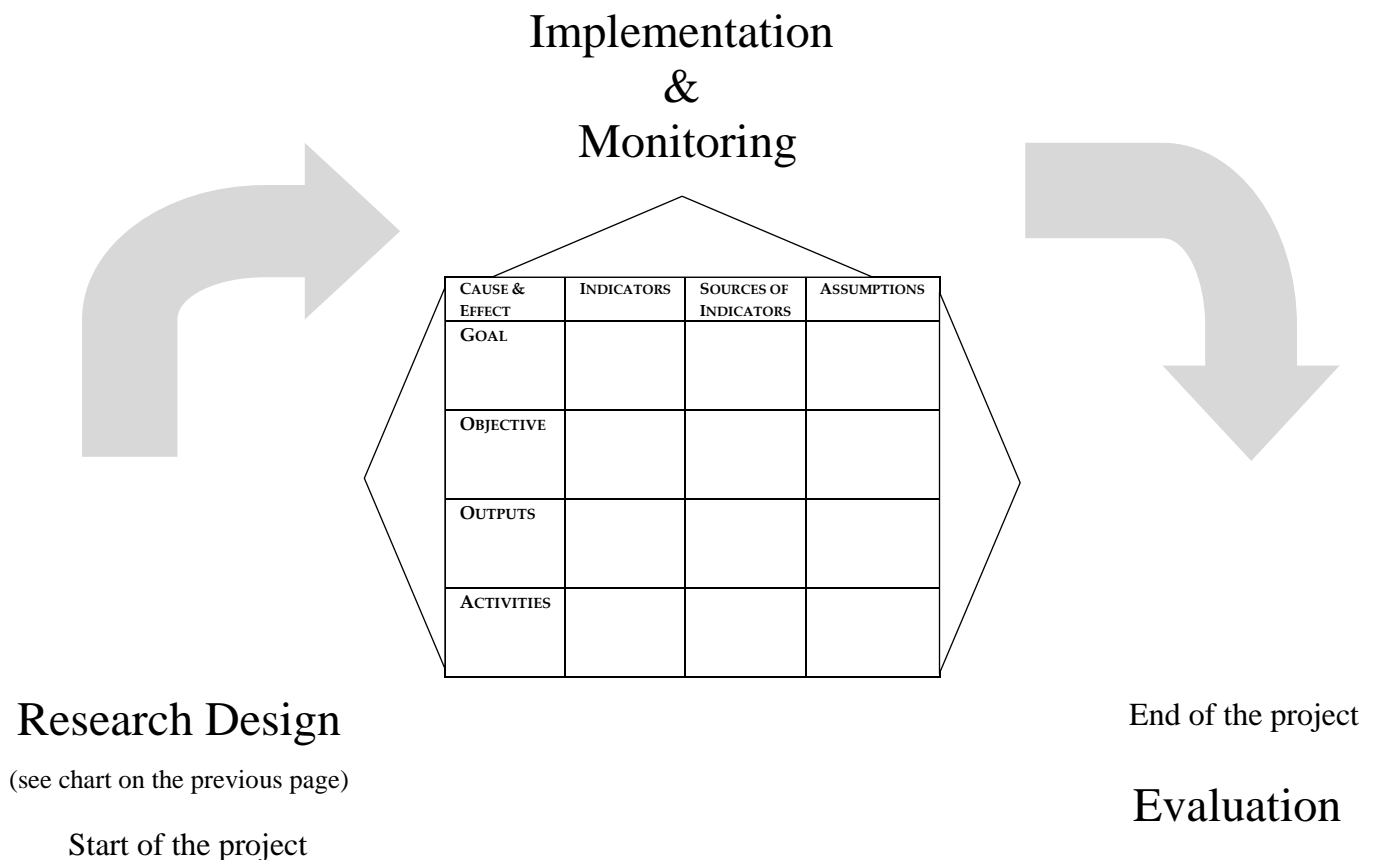 Implementation
&
Monitoring
CAUSE & INDICATORS SOURCES OF ASSUMPTIONS
EFFECT INDICATORS
GOAL
OBJECTIVE
OUTPUTS
ACTIVITIES
Research Design
(see chart on the previous page)
Start of the project
End of the project
Evaluation